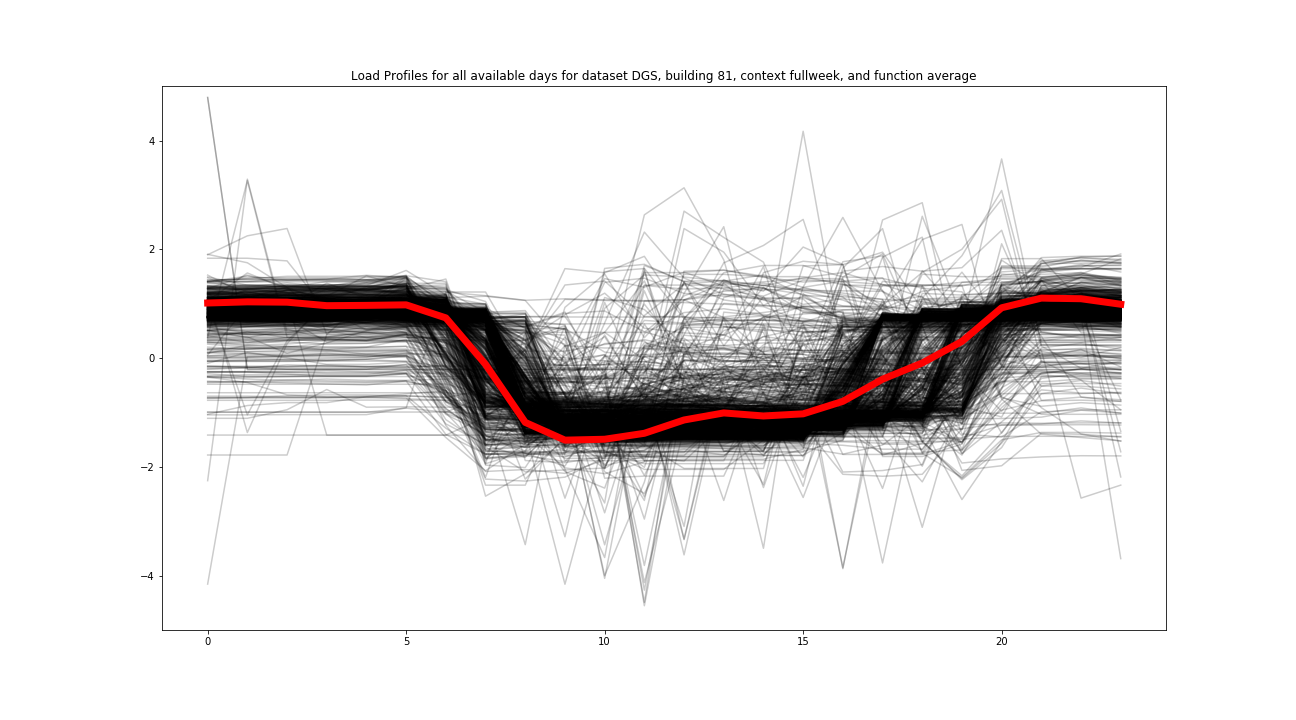 Load Profiles for all available days for dataset DGS, building 81, context fullweek, and function average
4
2
0
−2
−4
0 5 10 15 20